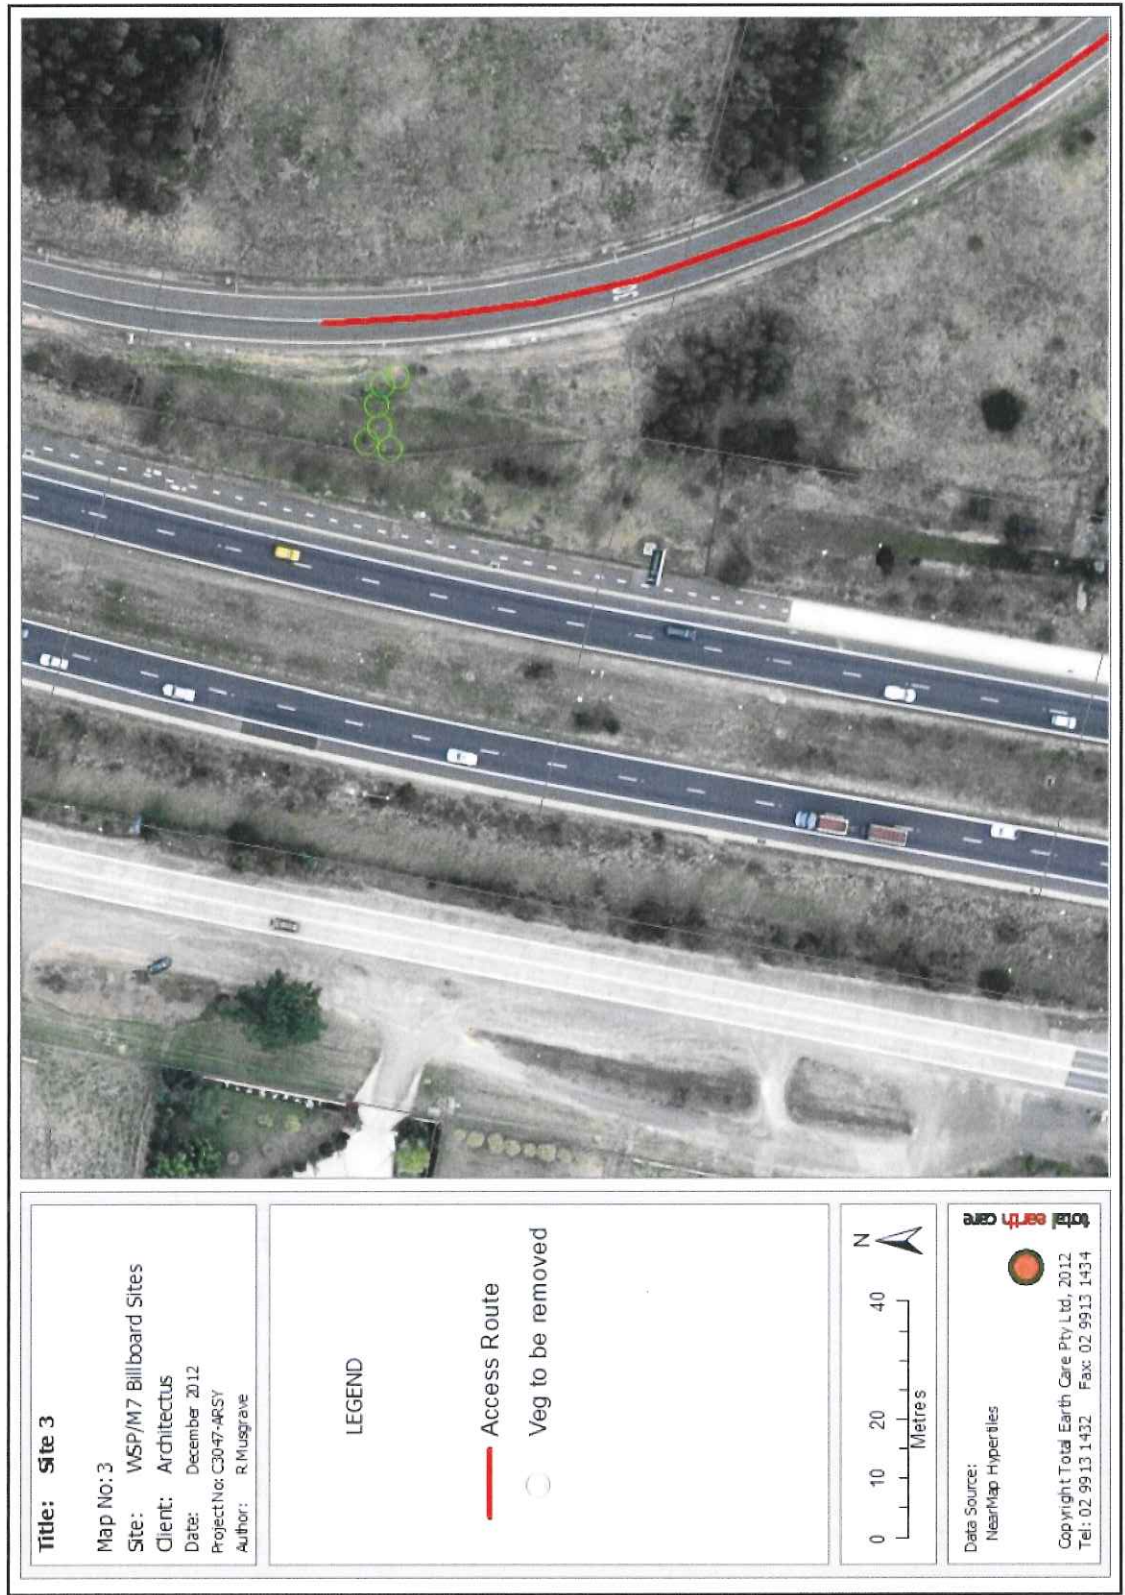 Title: Site 3
Map No: 3
Site: WSP/M7 Billboard Sites
Client: Architectus
Date: December 2012
Project No: C3047-ARSY
Author: R.Musgrave
LEGEND
Access Route
Veg to be removed
N
0 10 20 40
Metres
Data Source:
NearMap Hypertiles
total earth care
Copyright Total Earth Care Pty Ltd, 2012
Tel: 02 9913 1432 Fax: 02 9913 1434